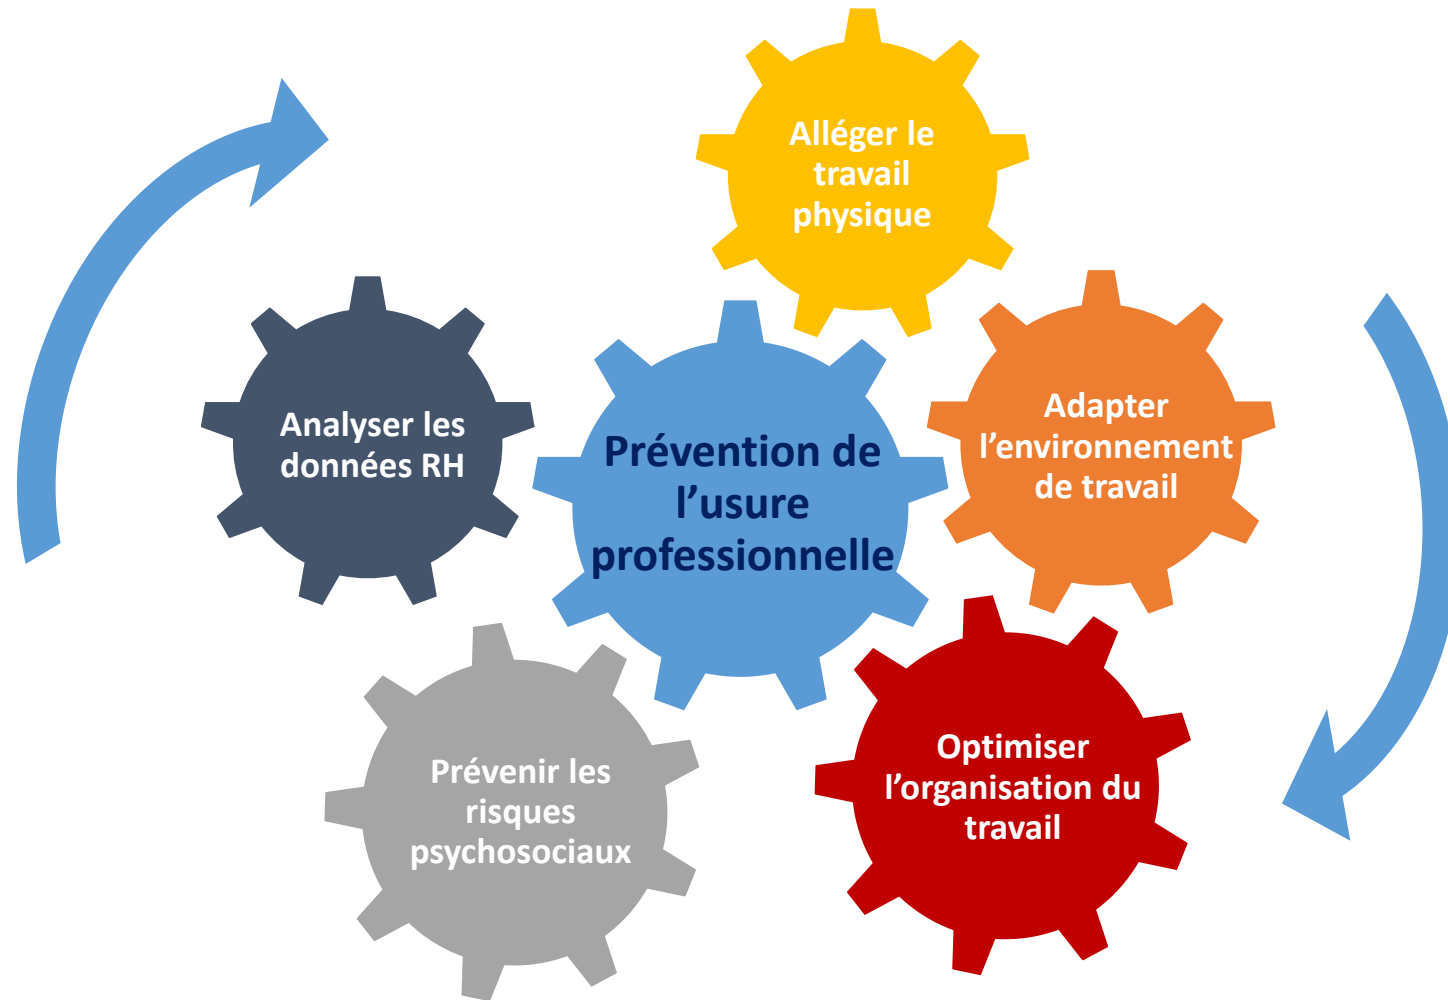 Alléger le
travail
physique
Adapter
l’environnement
de travail
Analyser les
données RH
Prévention de
l’usure
professionnelle
Optimiser
l’organisation du
travail
Prévenir les
risques
psychosociaux